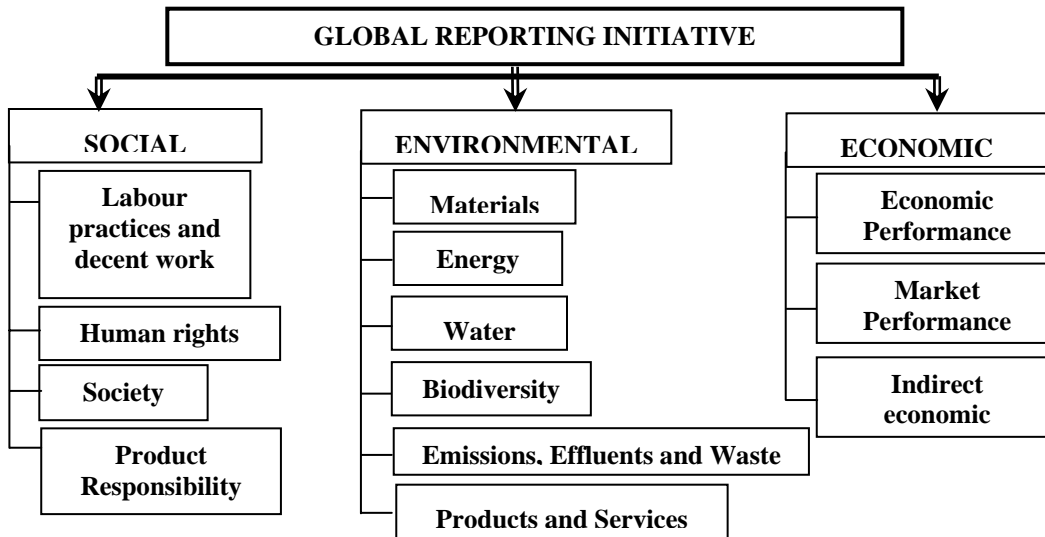 GLOBAL REPORTING INITIATIVE
SOCIAL
Labour
practices and
decent work
Human rights
Society
Product
Responsibility
ENVIRONMENTAL
Materials
Energy
Water
Biodiversity
Emissions, Effluents and Waste
Products and Services
ECONOMIC
Economic
Performance
Market
Performance
Indirect
economic